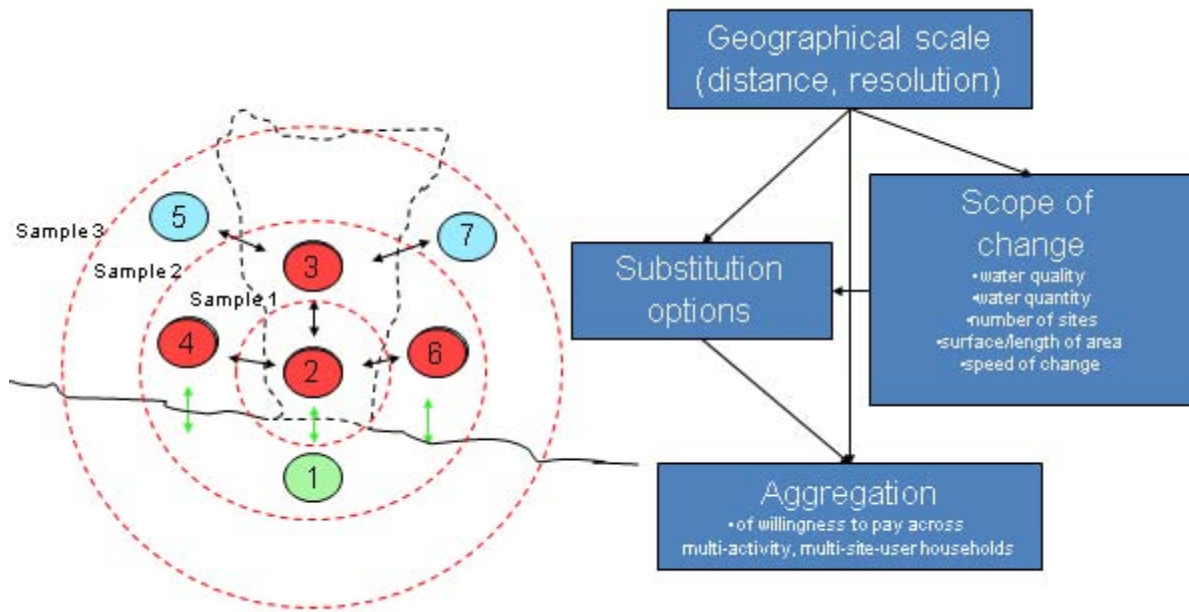 Sample 3
Sample 2
Sample 1
5
7
3
4
6
2
1
Geographical scale
(distance, resolution)
Substitution
options
Scope of
change
•water quality
•water quantity
•number of sites
•surface/length of area
•speed of change
Aggregation
•of willingness to pay across
multi-activity, multi-site-user households